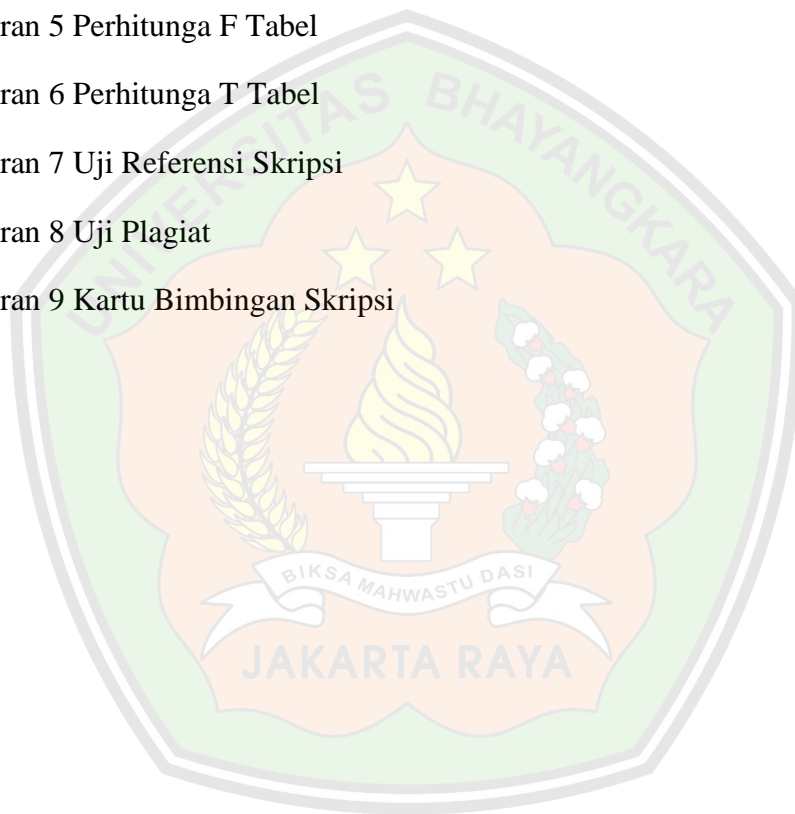 ran 5 Perhitunga F Tabel
ran 6 Perhitunga T Tabel
ran 7 Uji Referensi Skripsi
ran 8 Uji Plagiat
ran 9 Kartu Bimbingan Skripsi
UNIVERSITAS BHAYANGKARA
BIKSA MAHWASTU DASI
JAKARTA RAYA